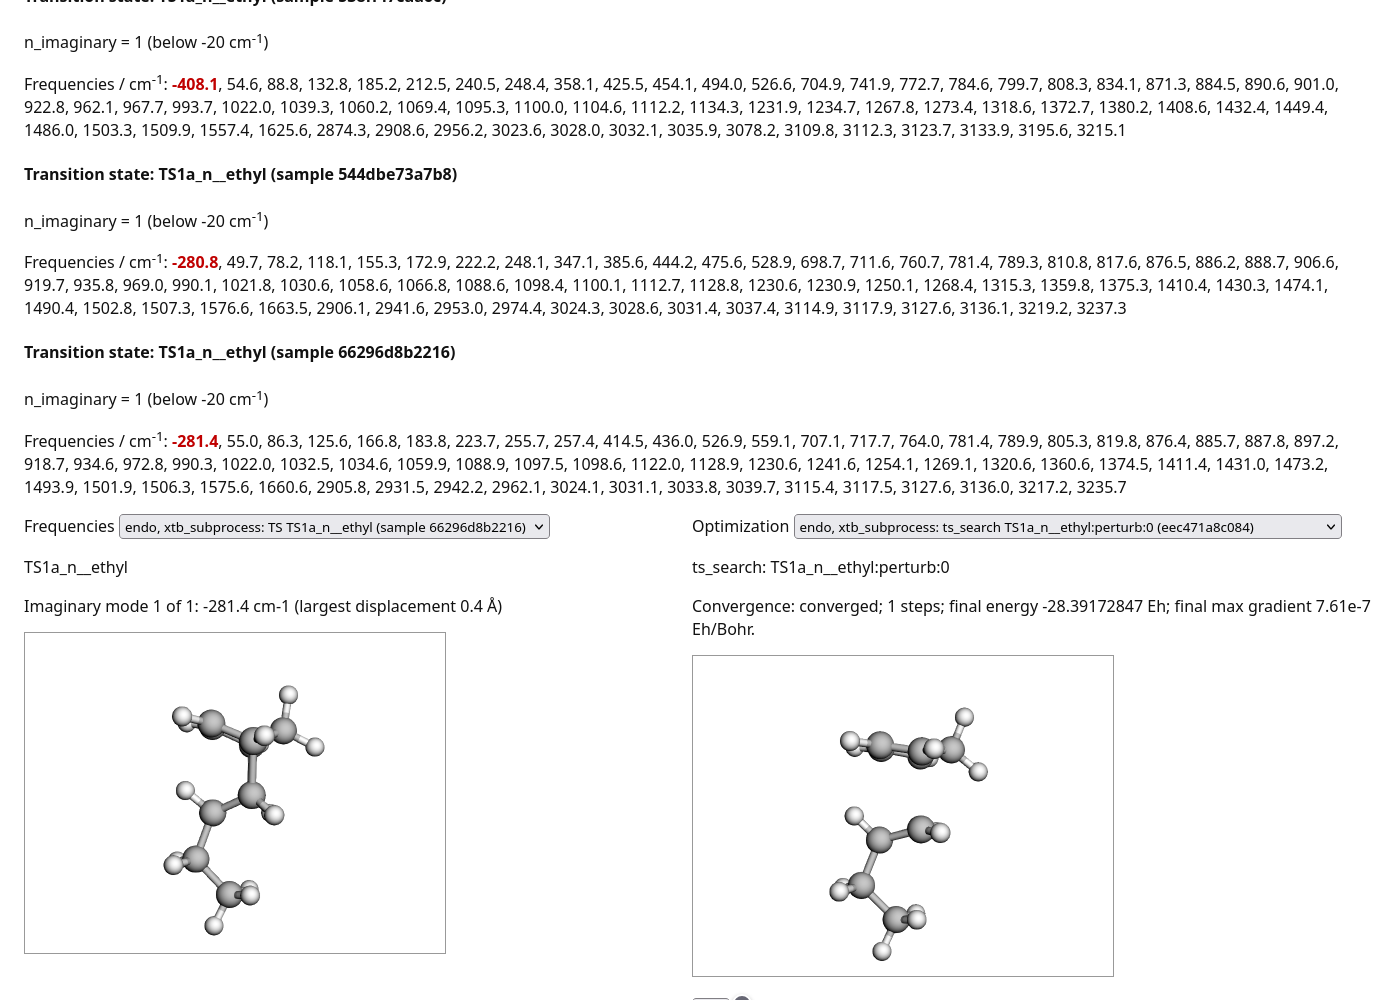 n_imaginary = 1 (below -20 cm-1)
Frequencies / cm-1: -408.1, 54.6, 88.8, 132.8, 185.2, 212.5, 240.5, 248.4, 358.1, 425.5, 454.1, 494.0, 526.6, 704.9, 741.9, 772.7, 784.6, 799.7, 808.3, 834.1, 871.3, 884.5, 890.6, 901.0,
922.8, 962.1, 967.7, 993.7, 1022.0, 1039.3, 1060.2, 1069.4, 1095.3, 1100.0, 1104.6, 1112.2, 1134.3, 1231.9, 1234.7, 1267.8, 1273.4, 1318.6, 1372.7, 1380.2, 1408.6, 1432.4, 1449.4,
1486.0, 1503.3, 1509.9, 1557.4, 1625.6, 2874.3, 2908.6, 2956.2, 3023.6, 3028.0, 3032.1, 3035.9, 3078.2, 3109.8, 3112.3, 3123.7, 3133.9, 3195.6, 3215.1
Transition state: TS1a_n__ethyl (sample 544dbe73a7b8)
n_imaginary = 1 (below -20 cm-1)
Frequencies / cm-1: -280.8, 49.7, 78.2, 118.1, 155.3, 172.9, 222.2, 248.1, 347.1, 385.6, 444.2, 475.6, 528.9, 698.7, 711.6, 760.7, 781.4, 789.3, 810.8, 817.6, 876.5, 886.2, 888.7, 906.6,
919.7, 935.8, 969.0, 990.1, 1021.8, 1030.6, 1058.6, 1066.8, 1088.6, 1098.4, 1100.1, 1112.7, 1128.8, 1230.6, 1230.9, 1250.1, 1268.4, 1315.3, 1359.8, 1375.3, 1410.4, 1430.3, 1474.1,
1490.4, 1502.8, 1507.3, 1576.6, 1663.5, 2906.1, 2941.6, 2953.0, 2974.4, 3024.3, 3028.6, 3031.4, 3037.4, 3114.9, 3117.9, 3127.6, 3136.1, 3219.2, 3237.3
Transition state: TS1a_n__ethyl (sample 66296d8b2216)
n_imaginary = 1 (below -20 cm-1)
Frequencies / cm-1: -281.4, 55.0, 86.3, 125.6, 166.8, 183.8, 223.7, 255.7, 257.4, 414.5, 436.0, 526.9, 559.1, 707.1, 717.7, 764.0, 781.4, 789.9, 805.3, 819.8, 876.4, 885.7, 887.8, 897.2,
918.7, 934.6, 972.8, 990.3, 1022.0, 1032.5, 1034.6, 1059.9, 1088.9, 1097.5, 1098.6, 1122.0, 1128.9, 1230.6, 1241.6, 1254.1, 1269.1, 1320.6, 1360.6, 1374.5, 1411.4, 1431.0, 1473.2,
1493.9, 1501.9, 1506.3, 1575.6, 1660.6, 2905.8, 2931.5, 2942.2, 2962.1, 3024.1, 3031.1, 3033.8, 3039.7, 3115.4, 3117.5, 3127.6, 3136.0, 3217.2, 3235.7
Frequencies endo, xtb_subprocess: TS TS1a_n__ethyl (sample 66296d8b2216)
TS1a_n__ethyl
Imaginary mode 1 of 1: -281.4 cm-1 (largest displacement 0.4 Å)
Optimization endo, xtb_subprocess: ts_search TS1a_n__ethyl:perturb:0 (eec471a8c084)
ts_search: TS1a_n__ethyl:perturb:0
Convergence: converged; 1 steps; final energy -28.39172847 Eh; final max gradient 7.61e-7
Eh/Bohr.